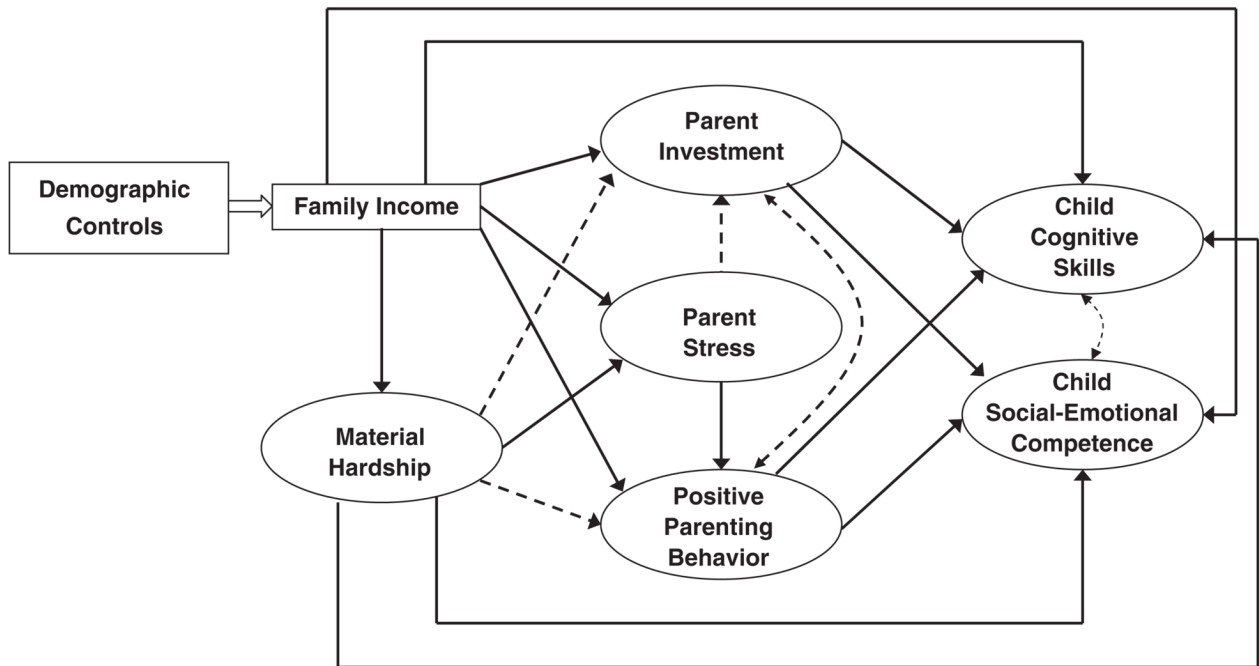 Demographic
Controls
Family Income
Material
Hardship
Parent
Investment
Parent
Stress
Positive
Parenting
Behavior
Child
Cognitive
Skills
Child
Social-Emotional
Competence